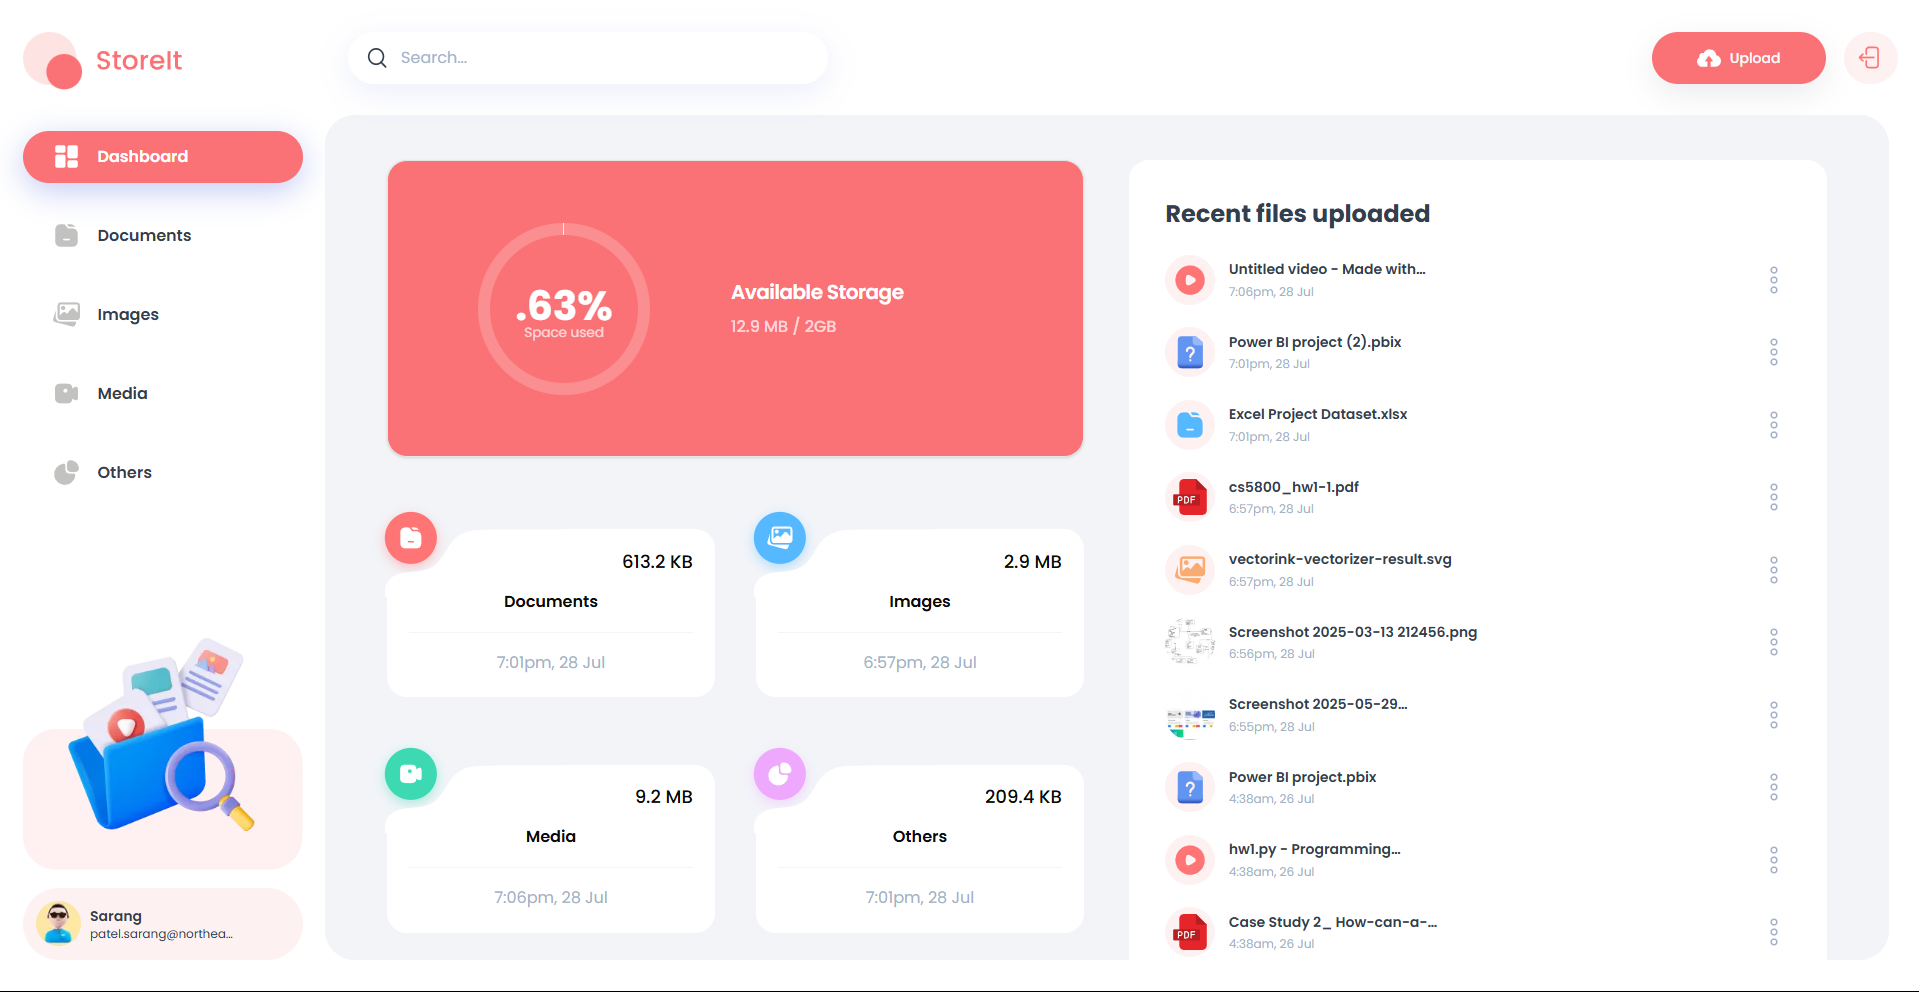 StoreIt
Search...
Upload
Dashboard
Documents
Images
Media
Others
Sarang
patel.sarang@northea...
.63%
Space used
Available Storage
12.9 MB / 2GB
613.2 KB
Documents
7:01pm, 28 Jul
2.9 MB
Images
6:57pm, 28 Jul
9.2 MB
Media
7:06pm, 28 Jul
209.4 KB
Others
7:01pm, 28 Jul
Recent files uploaded
Untitled video - Made with...
7:06pm, 28 Jul
?
Power BI project (2).pbix
7:01pm, 28 Jul
Excel Project Dataset.xlsx
7:01pm, 28 Jul
PDF
cs5800_hw1-1.pdf
6:57pm, 28 Jul
vectorink-vectorizer-result.svg
6:57pm, 28 Jul
Screenshot 2025-03-13 212456.png
6:56pm, 28 Jul
Screenshot 2025-05-29...
6:55pm, 28 Jul
?
Power BI project.pbix
4:38am, 26 Jul
hw1.py - Programming...
4:38am, 26 Jul
PDF
Case Study 2_ How-can-a-...
4:38am, 26 Jul